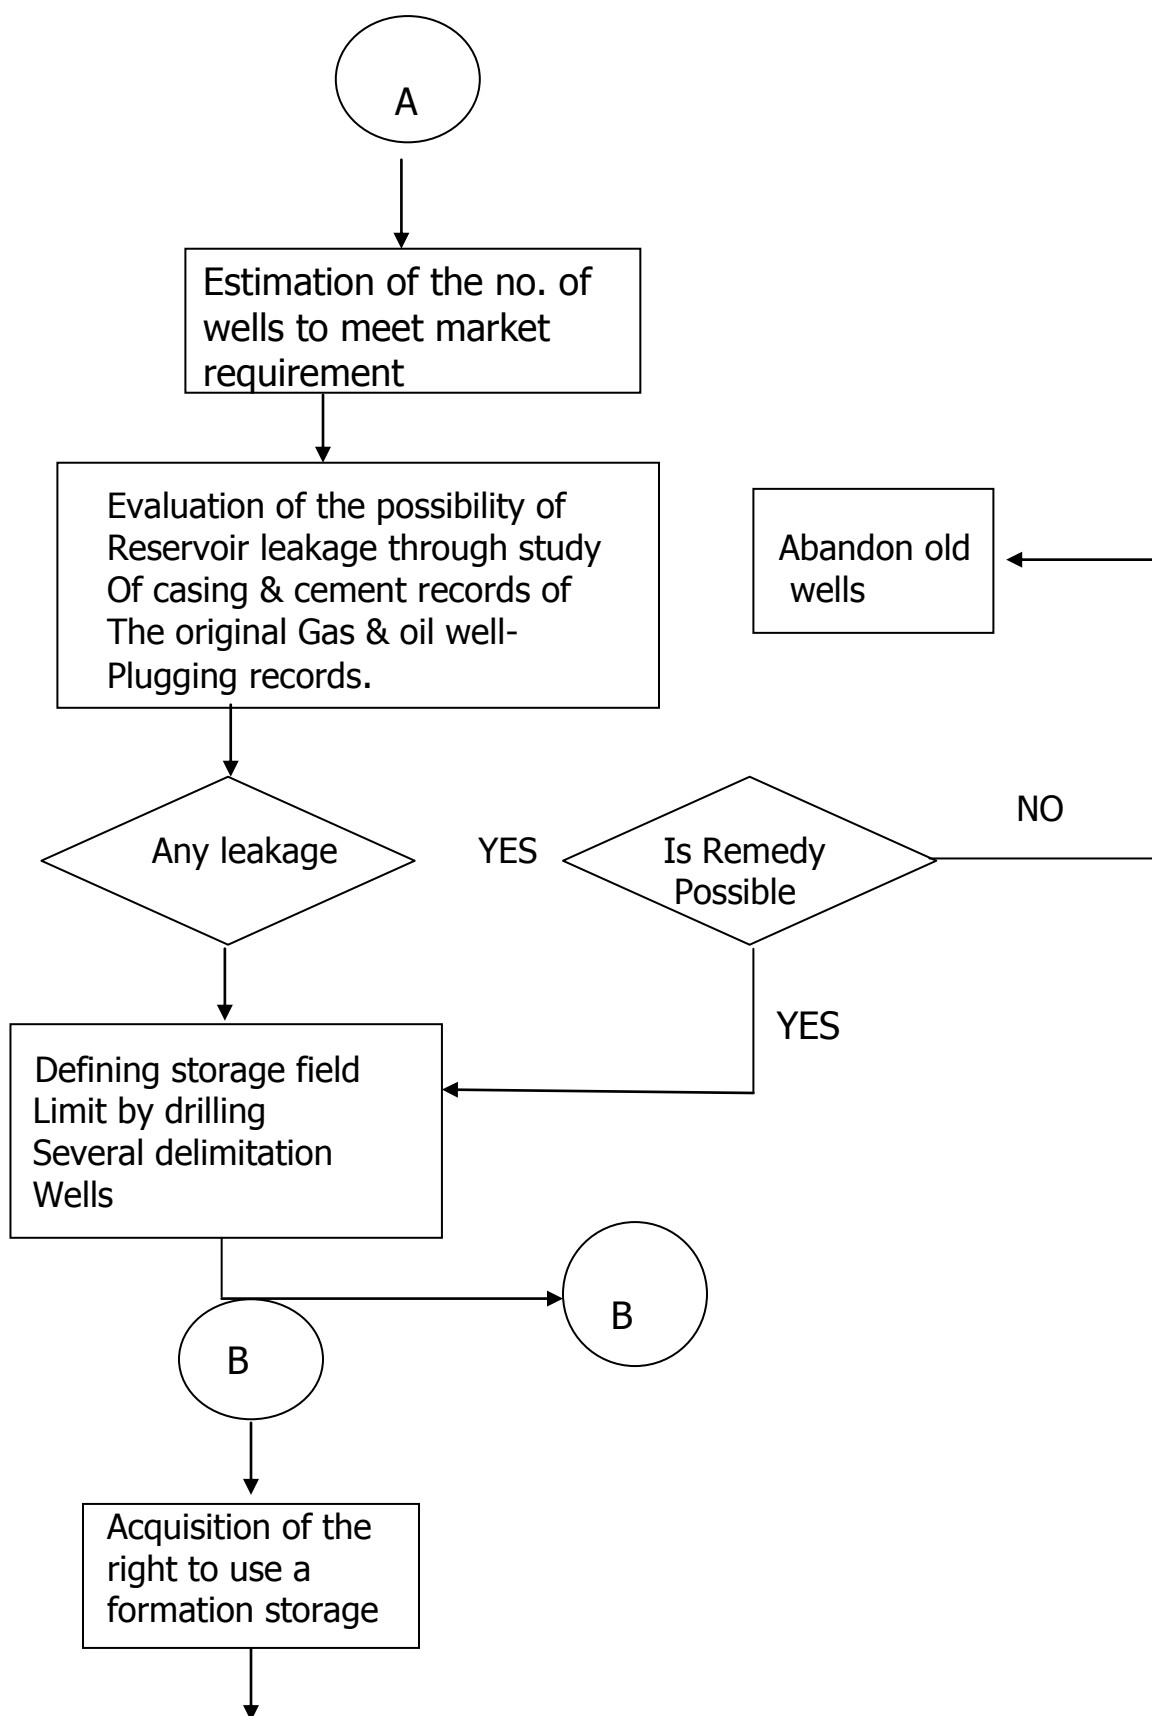 A
Estimation of the no. of
wells to meet market
requirement
Evaluation of the possibility of
Reservoir leakage through study
Of casing & cement records of
The original Gas & oil well-
Plugging records.
Abandon old
wells
Any leakage
YES
Is Remedy
Possible
NO
YES
Defining storage field
Limit by drilling
Several delimitation
Wells
B
B
Acquisition of the
right to use a
formation storage